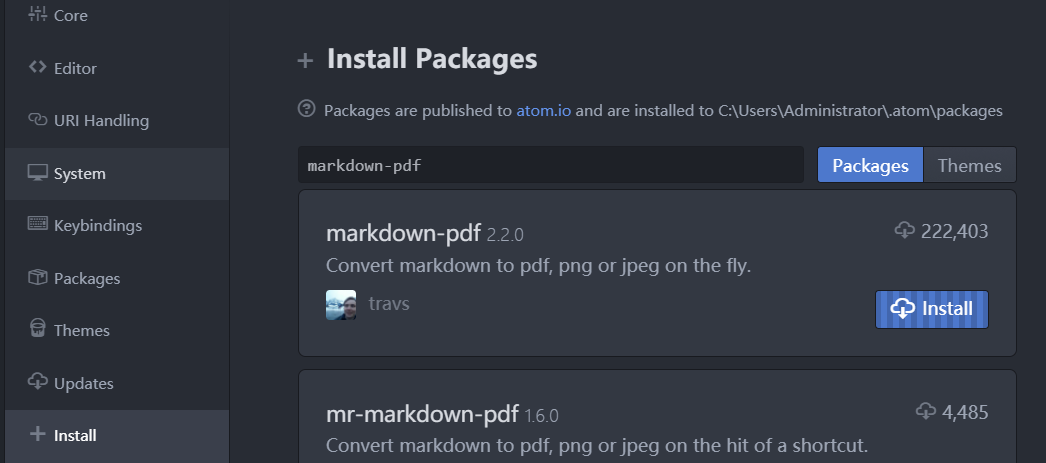 Core
Editor
URI Handling
System
Keybindings
Packages
Themes
Updates
Install
Install Packages
Packages are published to atom.io and are installed to C:\Users\Administrator\.atom\packages
markdown-pdf
Packages Themes
markdown-pdf 2.2.0 222,403
Convert markdown to pdf, png or jpeg on the fly.
travs
Install
mr-markdown-pdf 1.6.0 4,485
Convert markdown to pdf, png or jpeg on the hit of a shortcut.